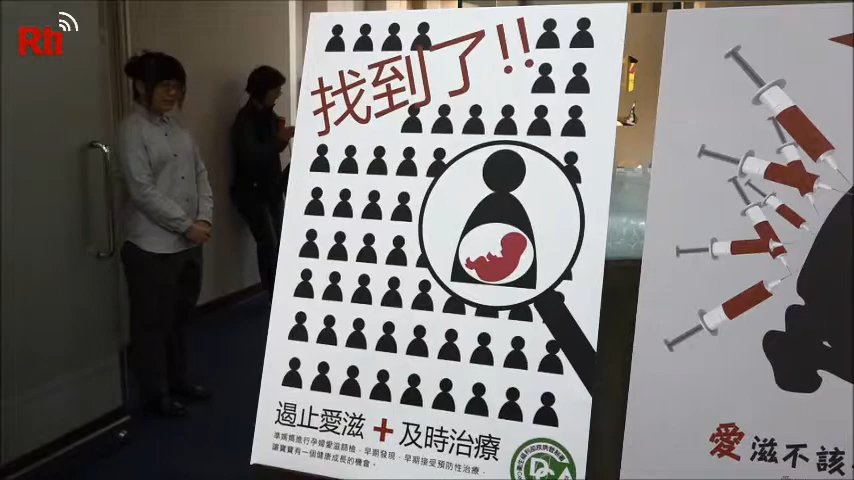 Rti
找到了!!
遏止愛滋 + 及時治療
準媽媽進行孕婦愛滋篩檢，早期發現，早期接受預防性治療，
讓寶寶有一個健康成長的機會。
愛滋不該